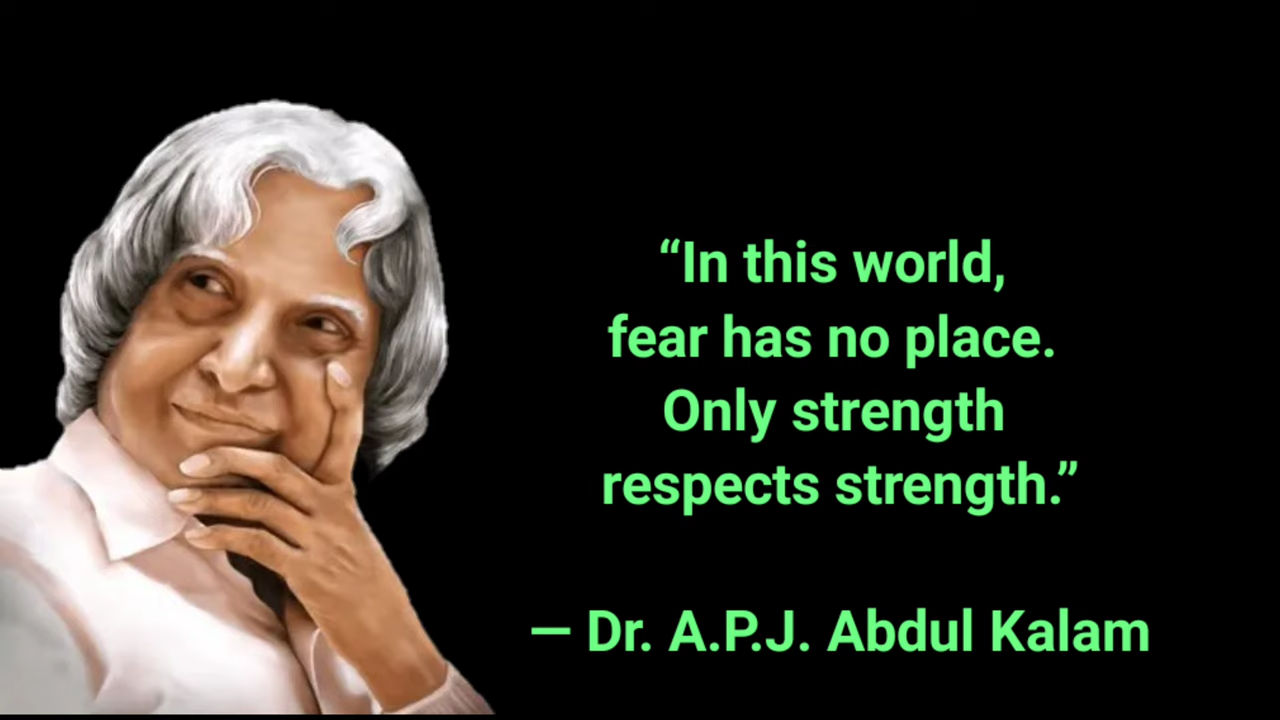 “In this world,
fear has no place.
Only strength
respects strength.”
— Dr. A.P.J. Abdul Kalam